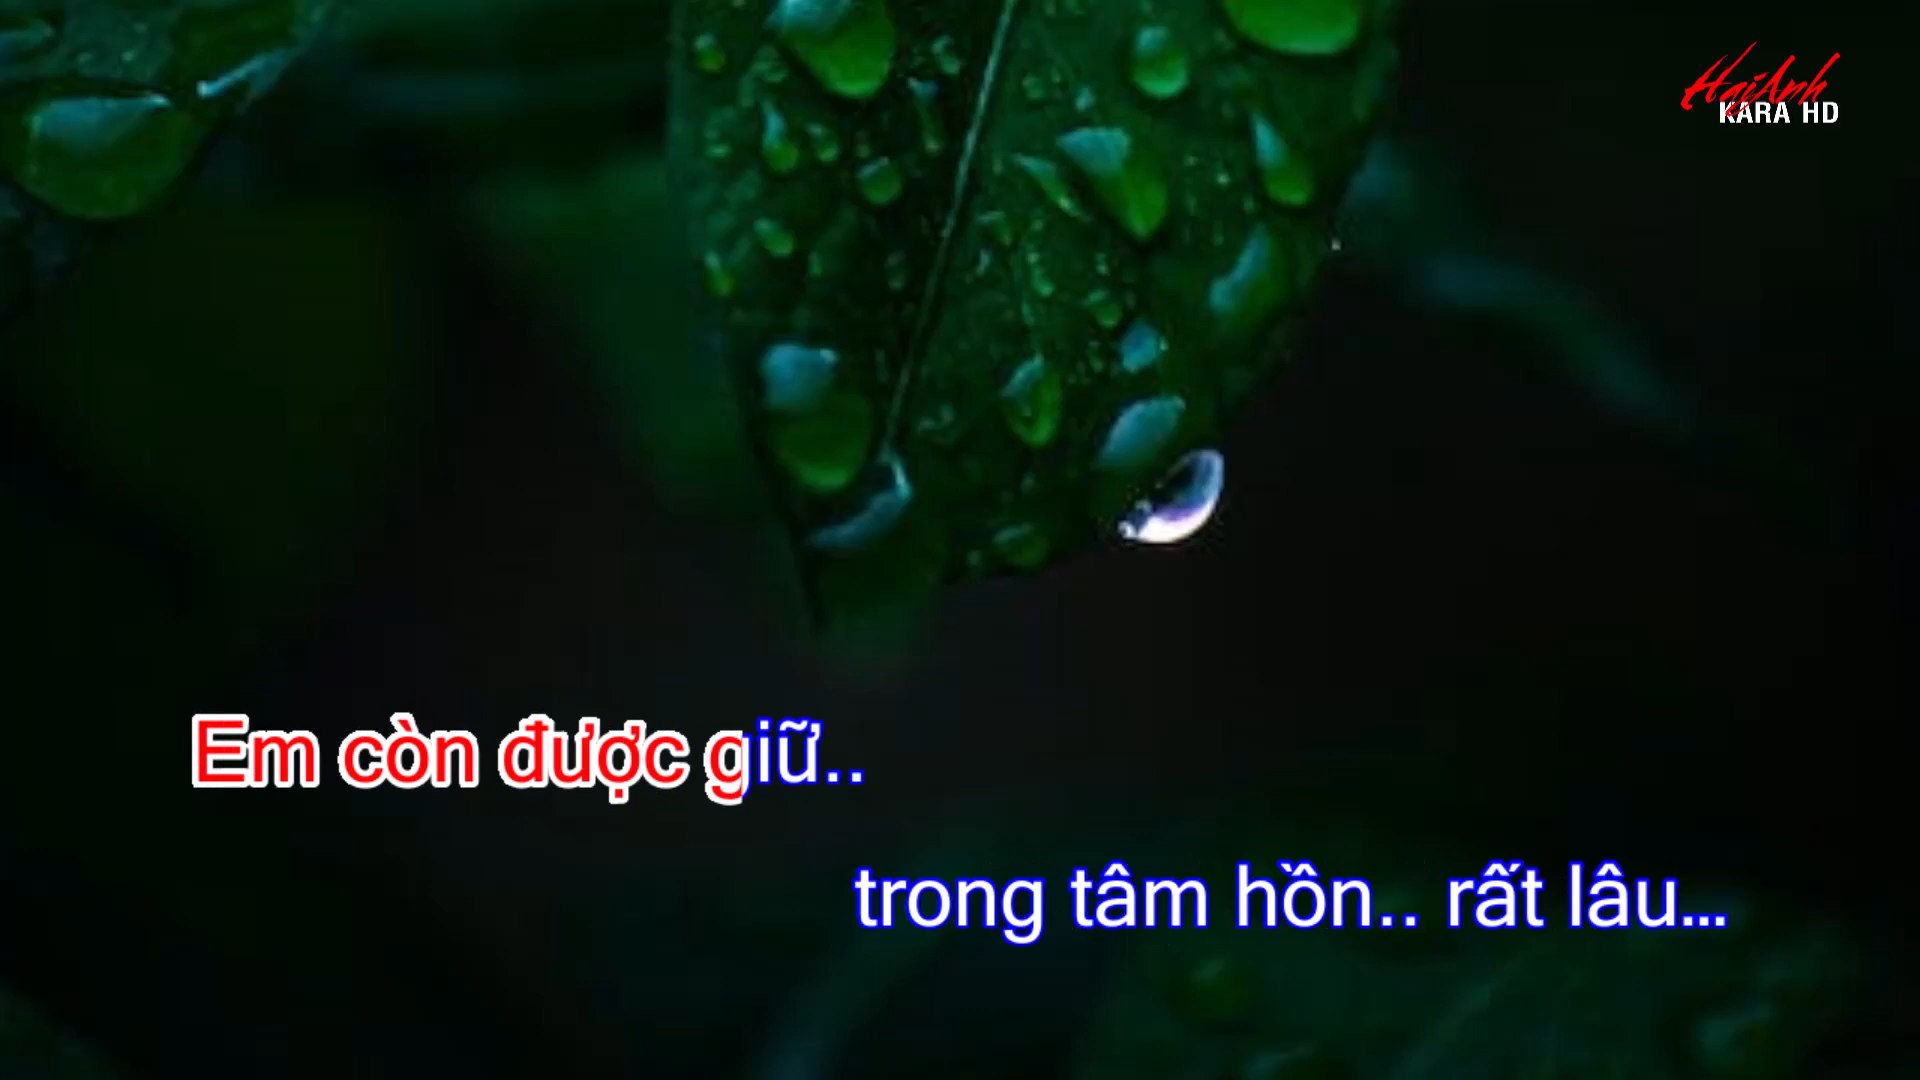 HaiAnh
KARA HD
Em còn được giữ..
trong tâm hồn.. rất lâu...